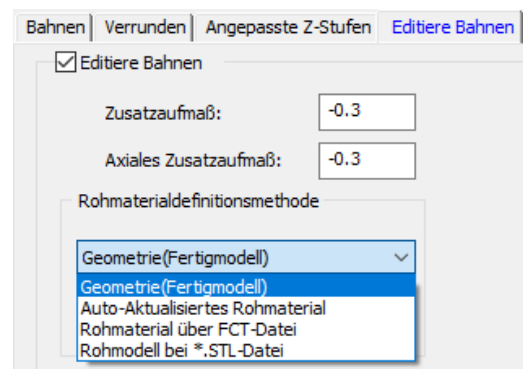 Bahnen Verrunden Angepasste Z-Stufen Editiere Bahnen
Editiere Bahnen
Zusatzaufmaß: -0.3
Axiales Zusatzaufmaß: -0.3
Rohmaterialdefinitionsmethode
Geometrie(Fertigmodell)
Geometrie(Fertigmodell)
Auto-Aktualisiertes Rohmaterial
Rohmaterial über FCT-Datei
Rohmodell bei *.STL-Datei